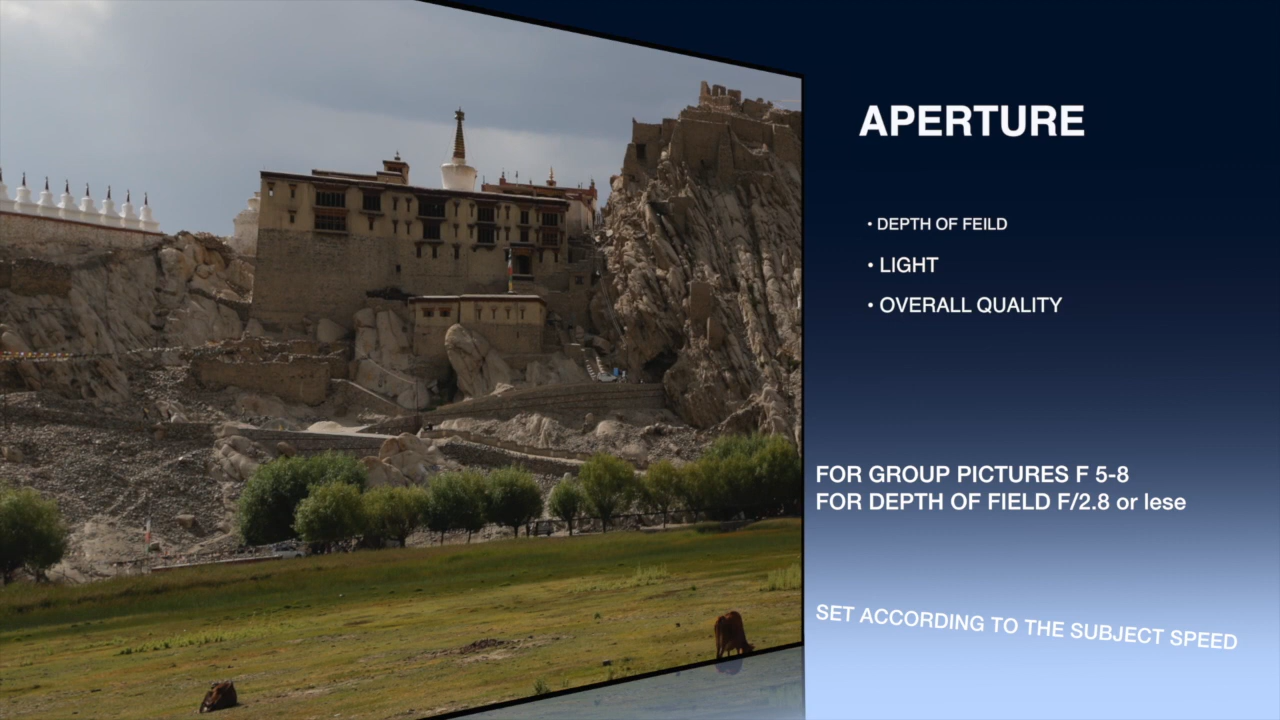 APERTURE
• DEPTH OF FEILD
• LIGHT
• OVERALL QUALITY
FOR GROUP PICTURES F 5-8
FOR DEPTH OF FIELD F/2.8 or lese
SET ACCORDING TO THE SUBJECT SPEED